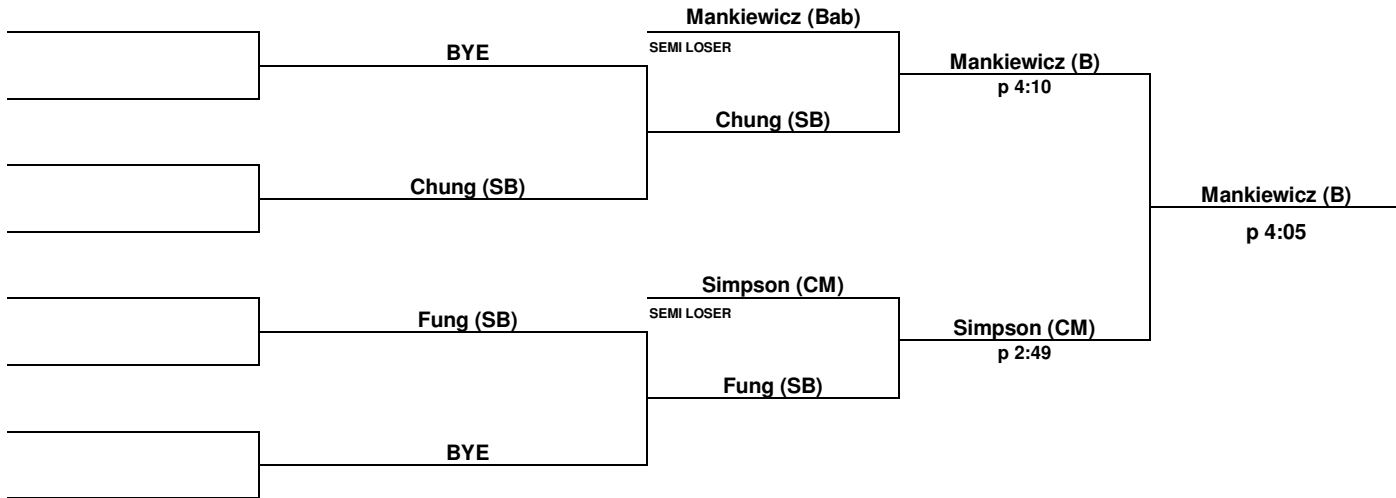 Mankiewicz (Bab)
BYE
SEMI LOSER
Mankiewicz (B)
p 4:10
Chung (SB)
Chung (SB)
Mankiewicz (B)
p 4:05
Simpson (CM)
Fung (SB)
SEMI LOSER
Simpson (CM)
p 2:49
Fung (SB)
BYE